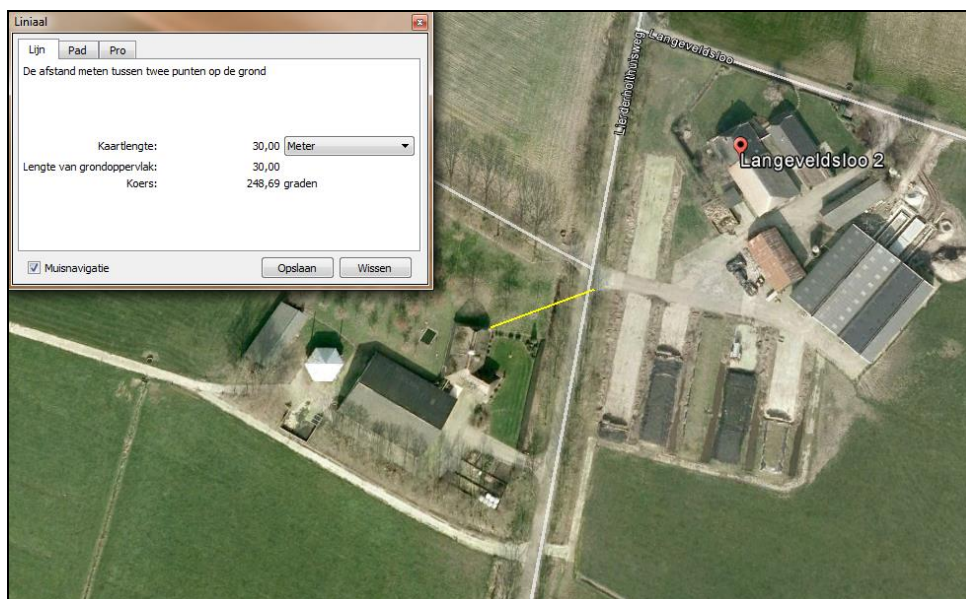 Liniaal
Lijn Pad Pro
De afstand meten tussen twee punten op de grond
Kaartlengte: 30,00 Meter
Lengte van grondoppervlak: 30,00
Koers: 248,69 graden
Muisnavigatie Opslaan Wissen
Lierderholthuisweg
Langeveldsloo
Langeveldsloo 2